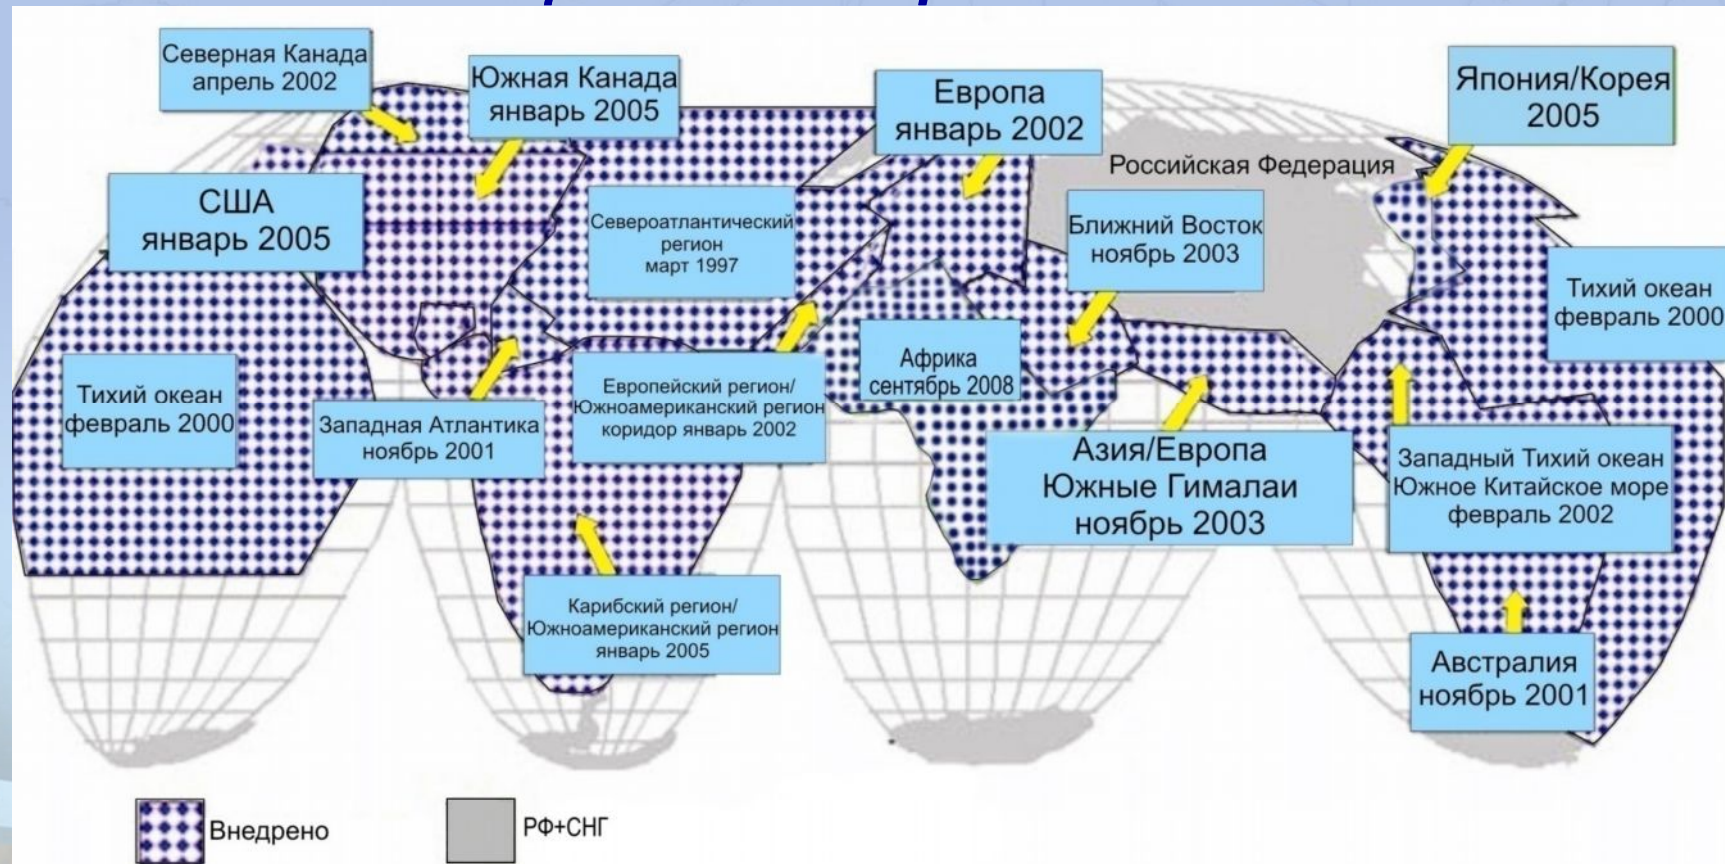 Северная Канада
апрель 2002
Южная Канада
январь 2005
Европа
январь 2002
Япония/Корея
2005
Российская Федерация
США
январь 2005
Североатлантический
регион
март 1997
Ближний Восток
ноябрь 2003
Тихий океан
февраль 2000
Африка
сентябрь 2008
Тихий океан
февраль 2000
Европейский регион/
Южноамериканский регион
коридор январь 2002
Западная Атлантика
ноябрь 2001
Азия/Европа
Южные Гималаи
ноябрь 2003
Западный Тихий океан
Южное Китайское море
февраль 2002
Карибский регион/
Южноамериканский регион
январь 2005
Австралия
ноябрь 2001
Внедрено
РФ+СНГ